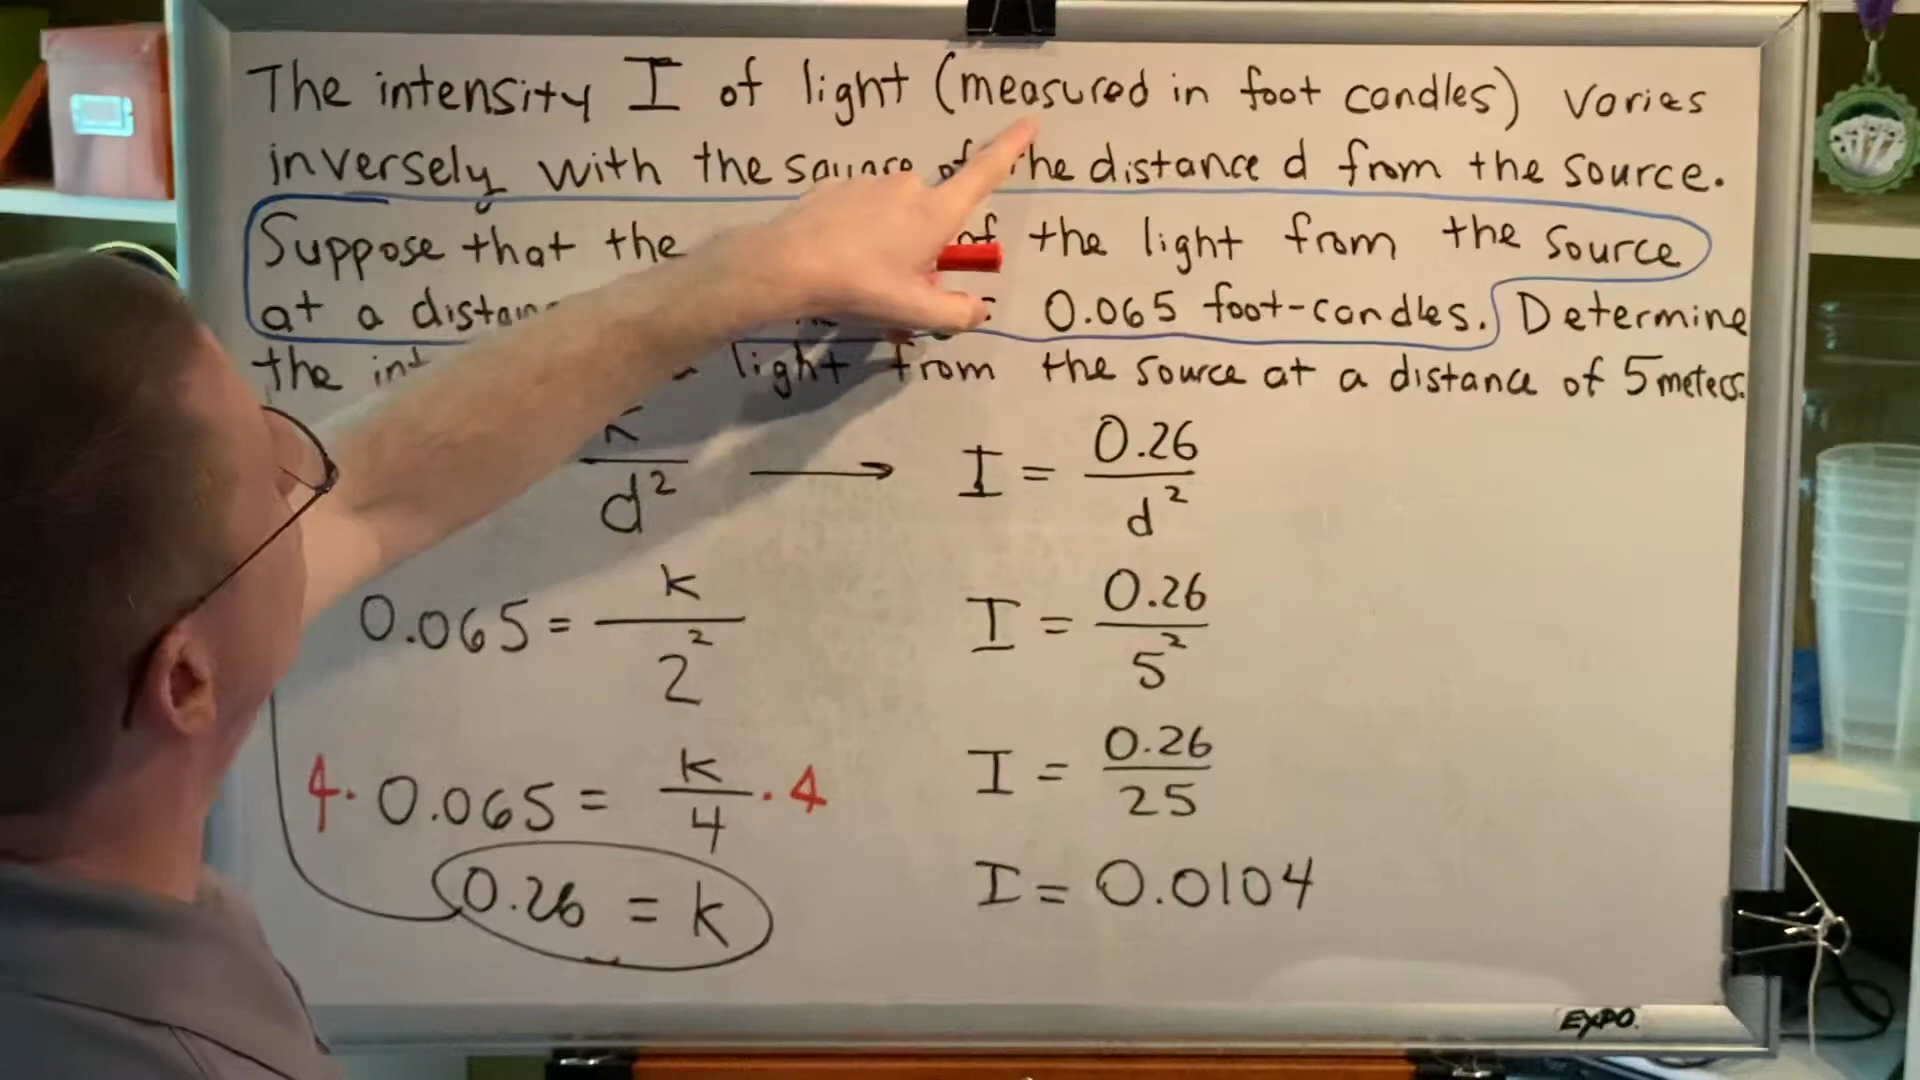 The intensity I of light (measured in foot candles) varies
inversely with the square of the distance d from the source.
Suppose that the of the light from the source
at a 0.065 foot-candles. Determine
the light from the source at a distance of 5 meters.
d² → I = 0.26 / d²
0.065 = k / 2² I = 0.26 / 5²
4 · 0.065 = k / 4 · 4 I = 0.26 / 25
0.26 = k I = 0.0104
EXPO